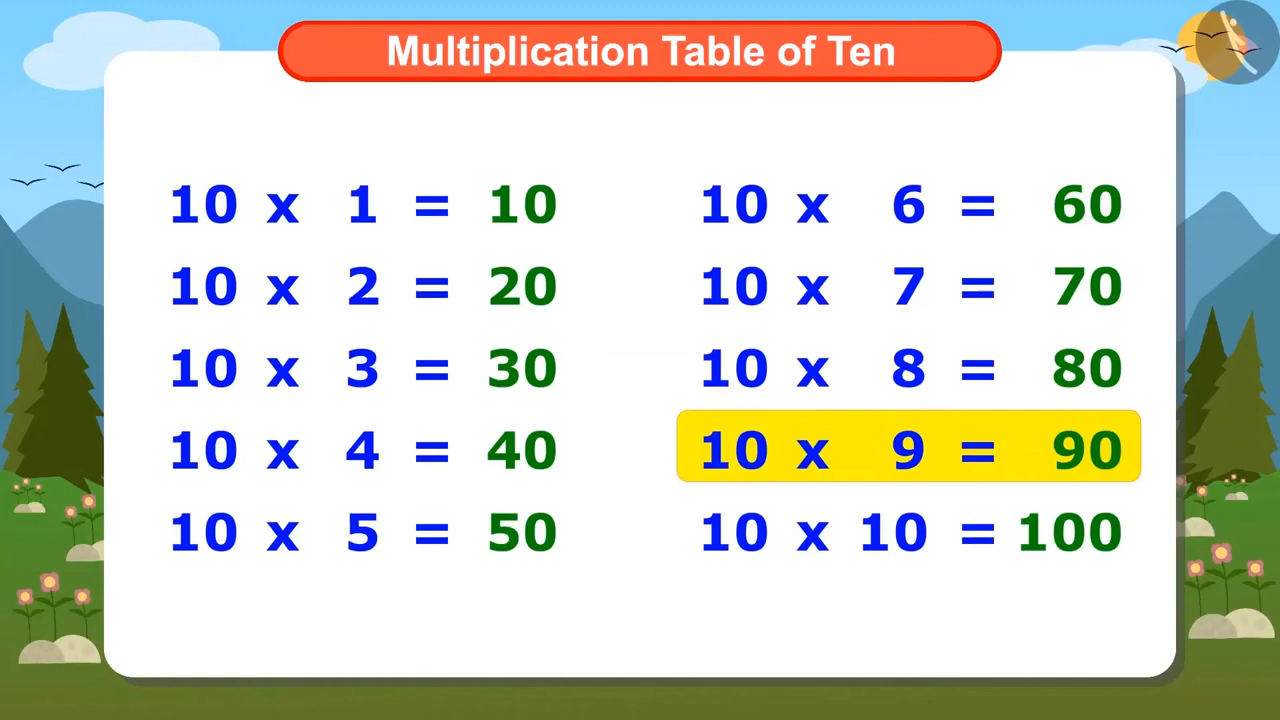 Multiplication Table of Ten
10 x 1 = 10
10 x 2 = 20
10 x 3 = 30
10 x 4 = 40
10 x 5 = 50
10 x 6 = 60
10 x 7 = 70
10 x 8 = 80
10 x 9 = 90
10 x 10 = 100